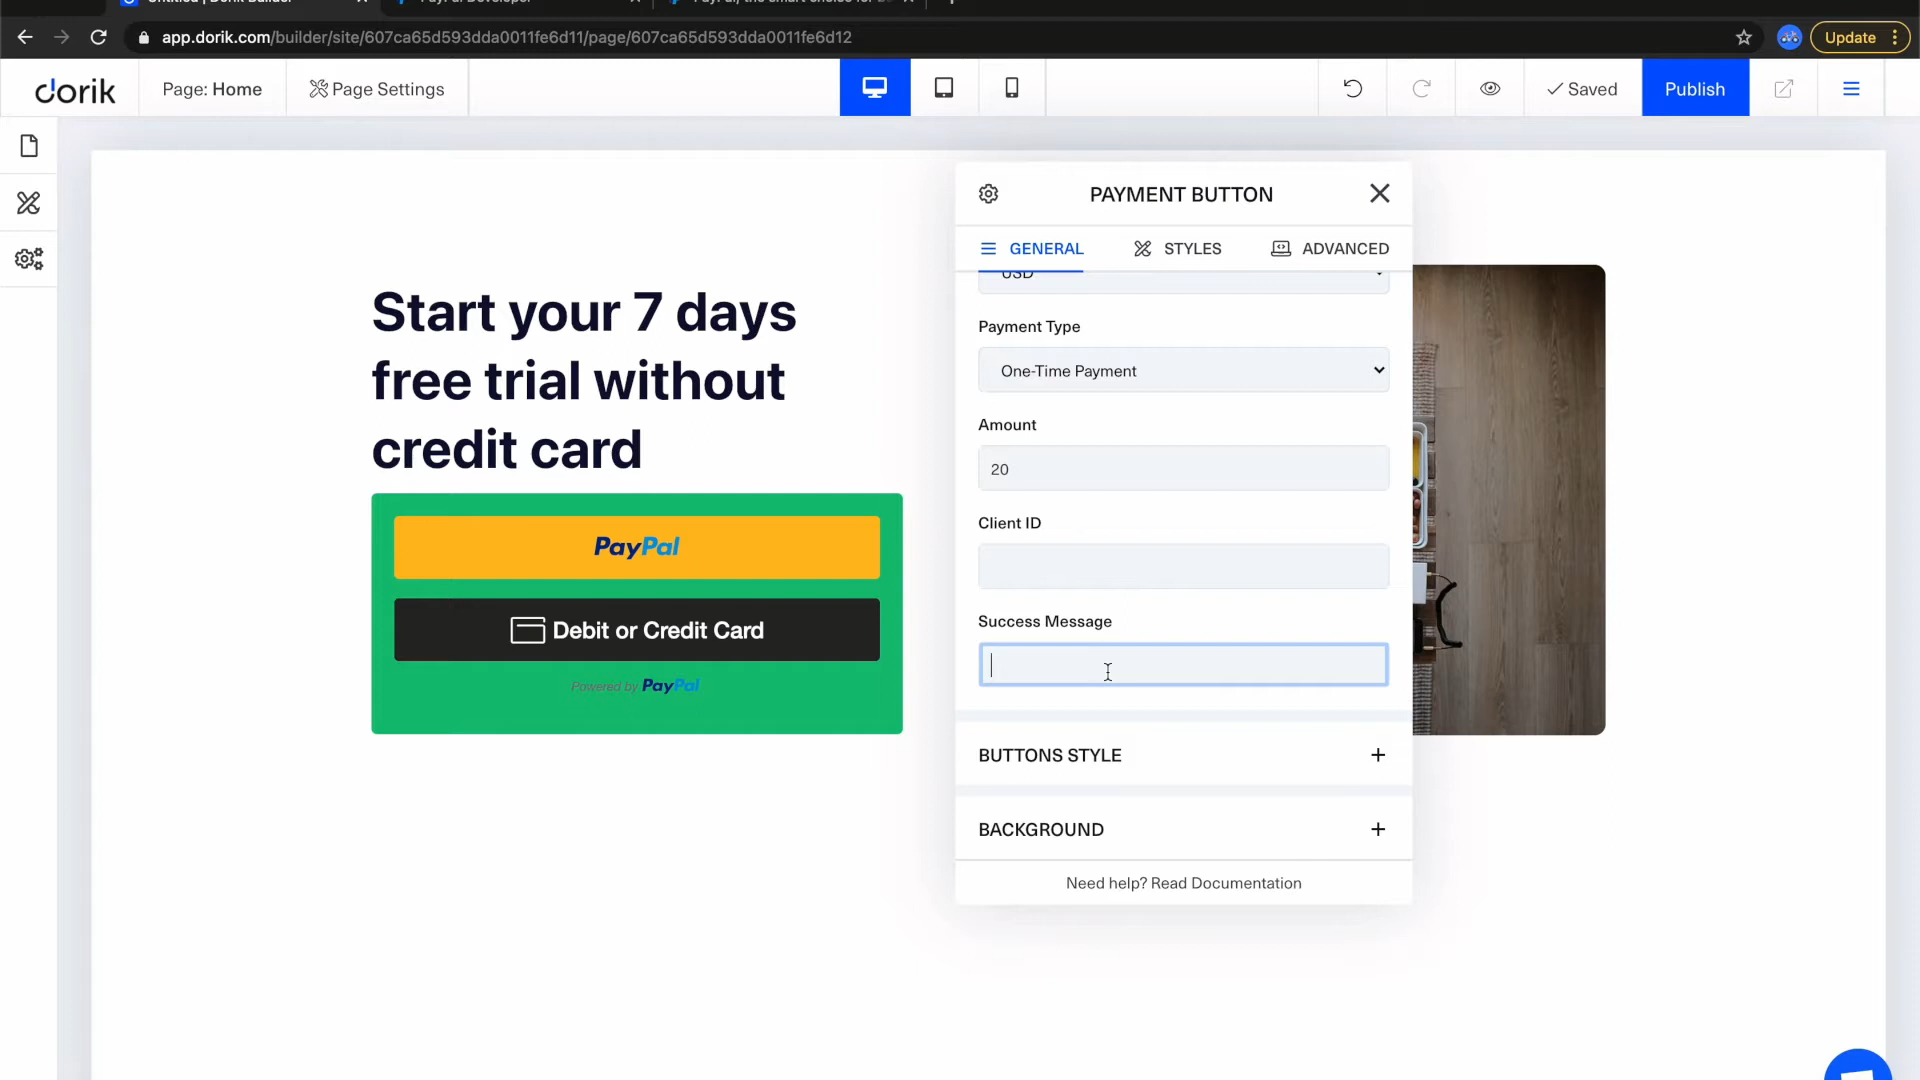 app.dorik.com/builder/site/607ca65d593dda0011fe6d11/page/607ca65d593dda0011fe6d12
Update
dorik
Page: Home
Page Settings
Saved
Publish
PAYMENT BUTTON
GENERAL
STYLES
ADVANCED
USD
Payment Type
One-Time Payment
Amount
20
Client ID
Success Message
BUTTONS STYLE
BACKGROUND
Need help? Read Documentation
Start your 7 days
free trial without
credit card
PayPal
Debit or Credit Card
Powered by PayPal